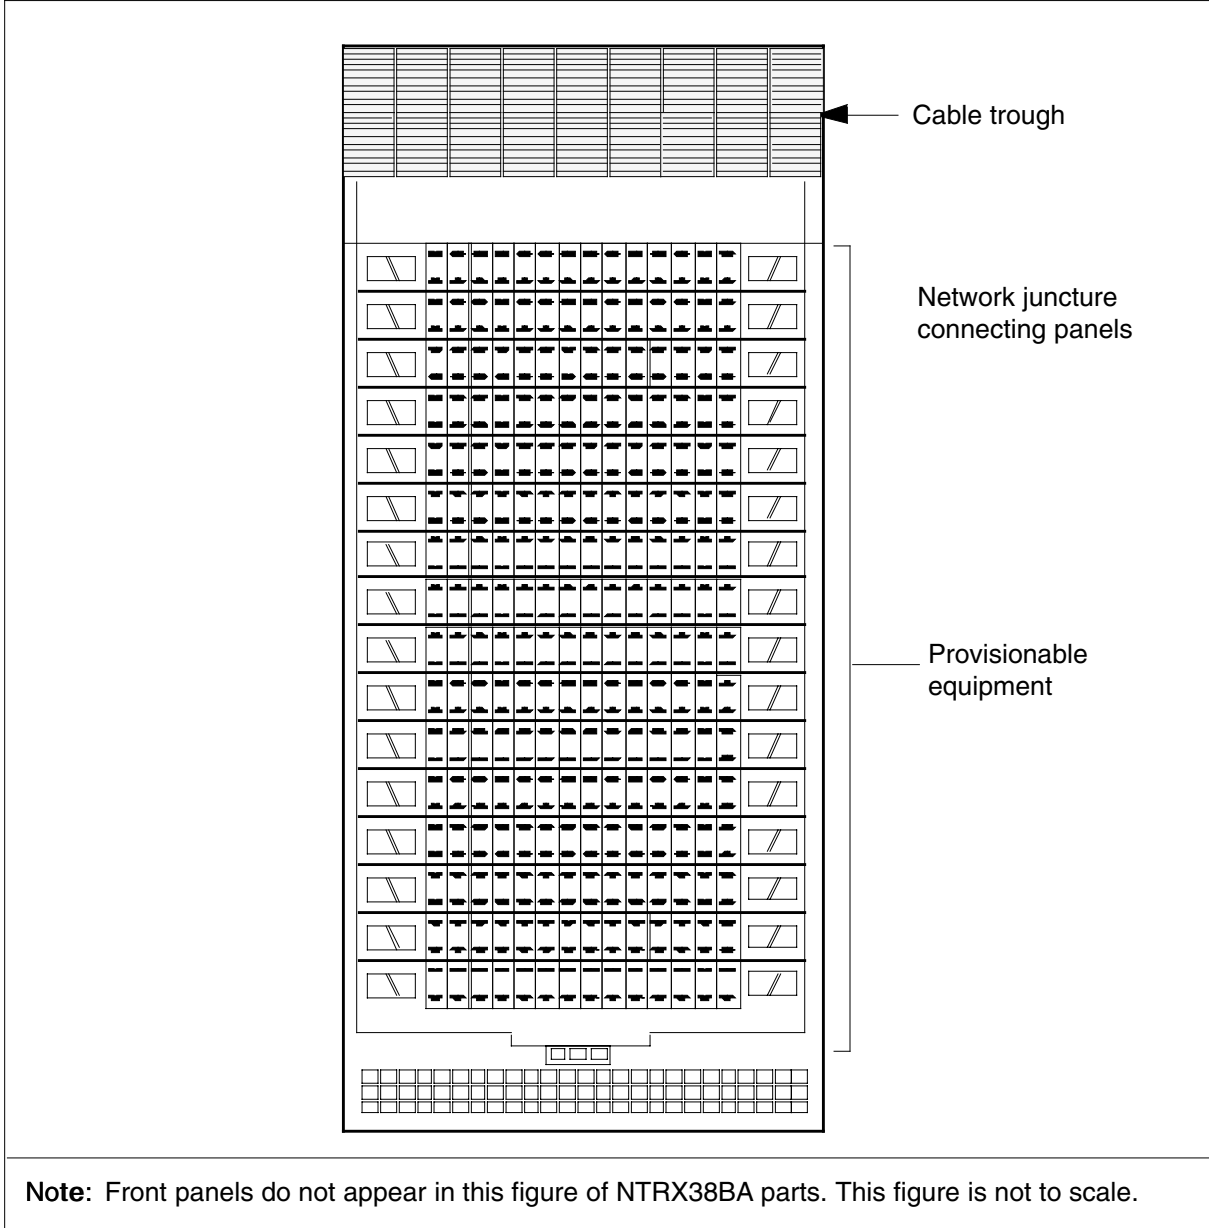 Cable trough
Network juncture
connecting panels
Provisionable
equipment
Note: Front panels do not appear in this figure of NTRX38BA parts. This figure is not to scale.